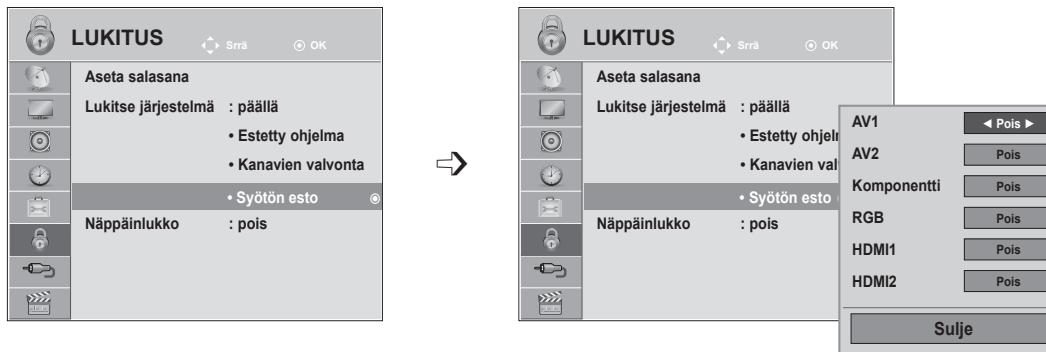 LUKITUS Srrä OK
Aseta salasana
Lukitse järjestelmä : päällä
• Estetty ohjelma
• Kanavien valvonta
• Syötön esto
Näppäinlukko : pois
LUKITUS Srrä OK
Aseta salasana
Lukitse järjestelmä : päällä
• Estetty ohjel
• Kanavien val
• Syötön esto
Näppäinlukko : pois
AV1 ◄ Pois ►
AV2 Pois
Komponentti Pois
RGB Pois
HDMI1 Pois
HDMI2 Pois
Sulje